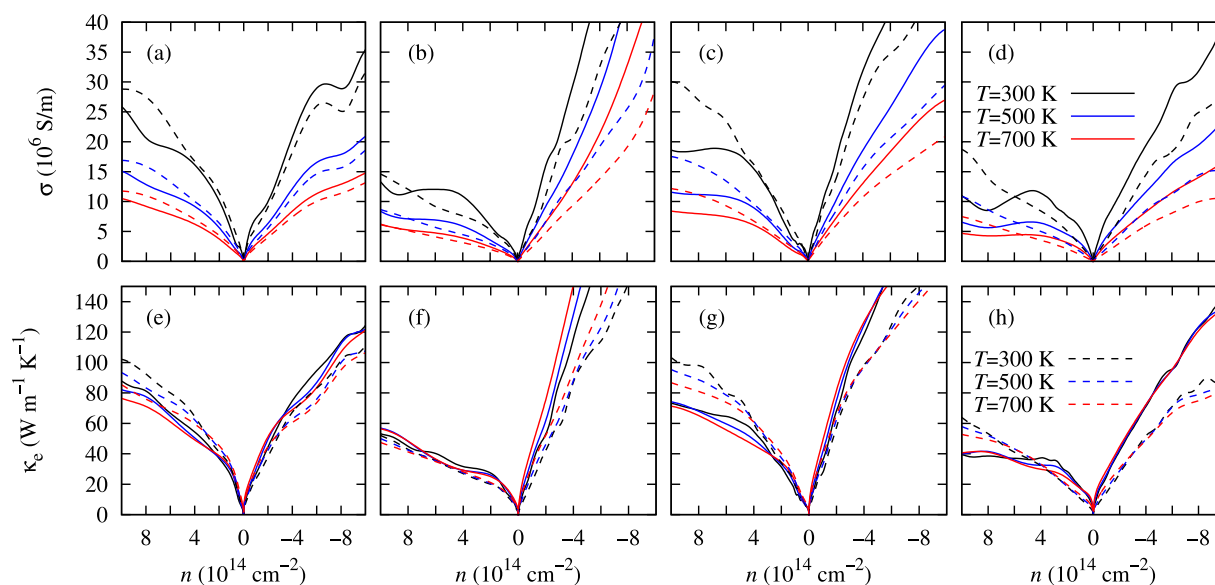 40
35
30
25
20
15
10
5
0
σ (10⁶ S/m)
(a)
(b)
(c)
(d)
T=300 K
T=500 K
T=700 K
140
120
100
80
60
40
20
0
κe (W m⁻¹ K⁻¹)
(e)
(f)
(g)
(h)
T=300 K
T=500 K
T=700 K
8 4 0 −4 −8 8 4 0 −4 −8 8 4 0 −4 −8 8 4 0 −4 −8
n (10¹⁴ cm⁻²) n (10¹⁴ cm⁻²) n (10¹⁴ cm⁻²) n (10¹⁴ cm⁻²)